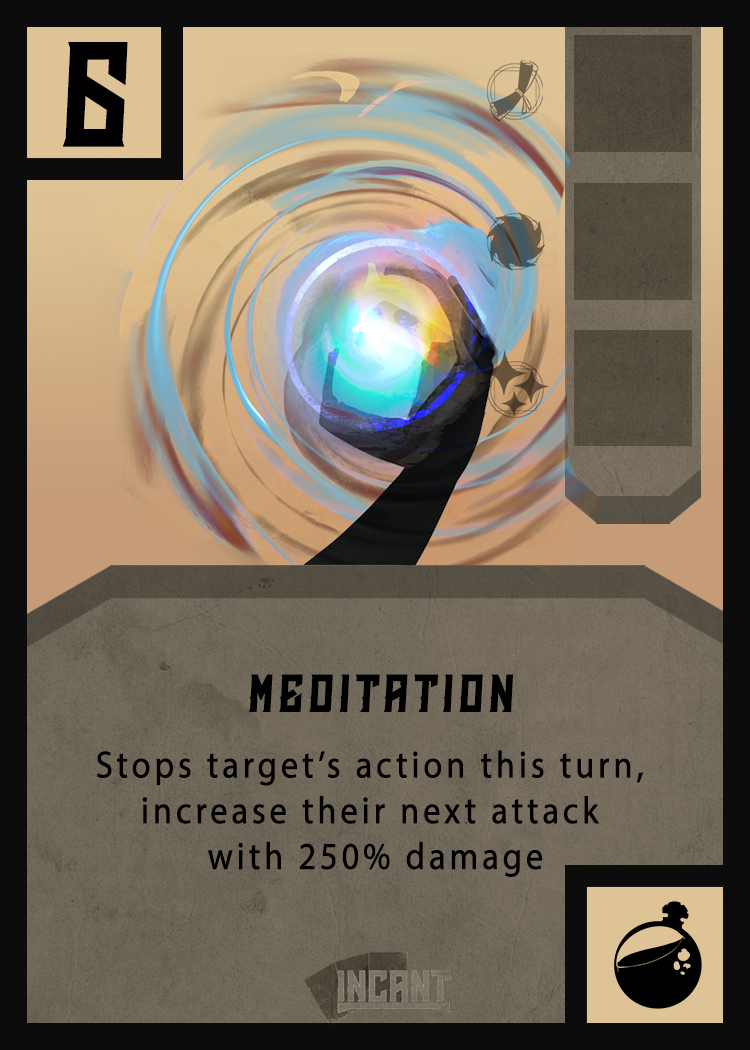 6
MEDITATION
Stops target’s action this turn,
increase their next attack
with 250% damage
INCANT